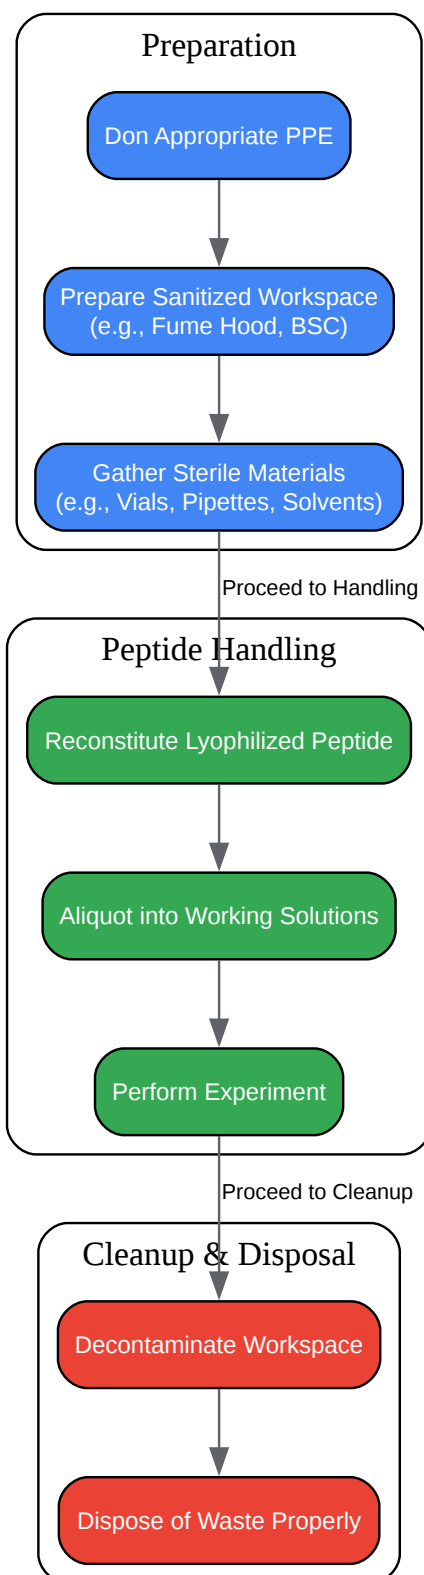 Preparation
Don Appropriate PPE
Prepare Sanitized Workspace
(e.g., Fume Hood, BSC)
Gather Sterile Materials
(e.g., Vials, Pipettes, Solvents)
Proceed to Handling
Peptide Handling
Reconstitute Lyophilized Peptide
Aliquot into Working Solutions
Perform Experiment
Proceed to Cleanup
Cleanup & Disposal
Decontaminate Workspace
Dispose of Waste Properly